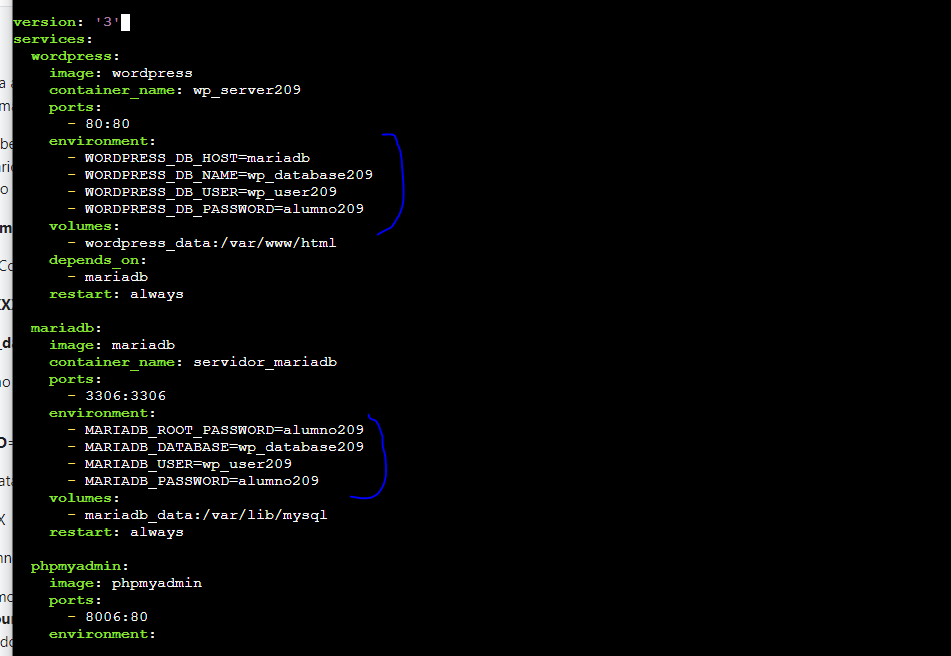 version: '3'
services:
  wordpress:
    image: wordpress
    container_name: wp_server209
    ports:
      - 80:80
    environment:
      - WORDPRESS_DB_HOST=mariadb
      - WORDPRESS_DB_NAME=wp_database209
      - WORDPRESS_DB_USER=wp_user209
      - WORDPRESS_DB_PASSWORD=alumno209
    volumes:
      - wordpress_data:/var/www/html
    depends_on:
      - mariadb
    restart: always

  mariadb:
    image: mariadb
    container_name: servidor_mariadb
    ports:
      - 3306:3306
    environment:
      - MARIADB_ROOT_PASSWORD=alumno209
      - MARIADB_DATABASE=wp_database209
      - MARIADB_USER=wp_user209
      - MARIADB_PASSWORD=alumno209
    volumes:
      - mariadb_data:/var/lib/mysql
    restart: always

  phpmyadmin:
    image: phpmyadmin
    ports:
      - 8006:80
    environment: